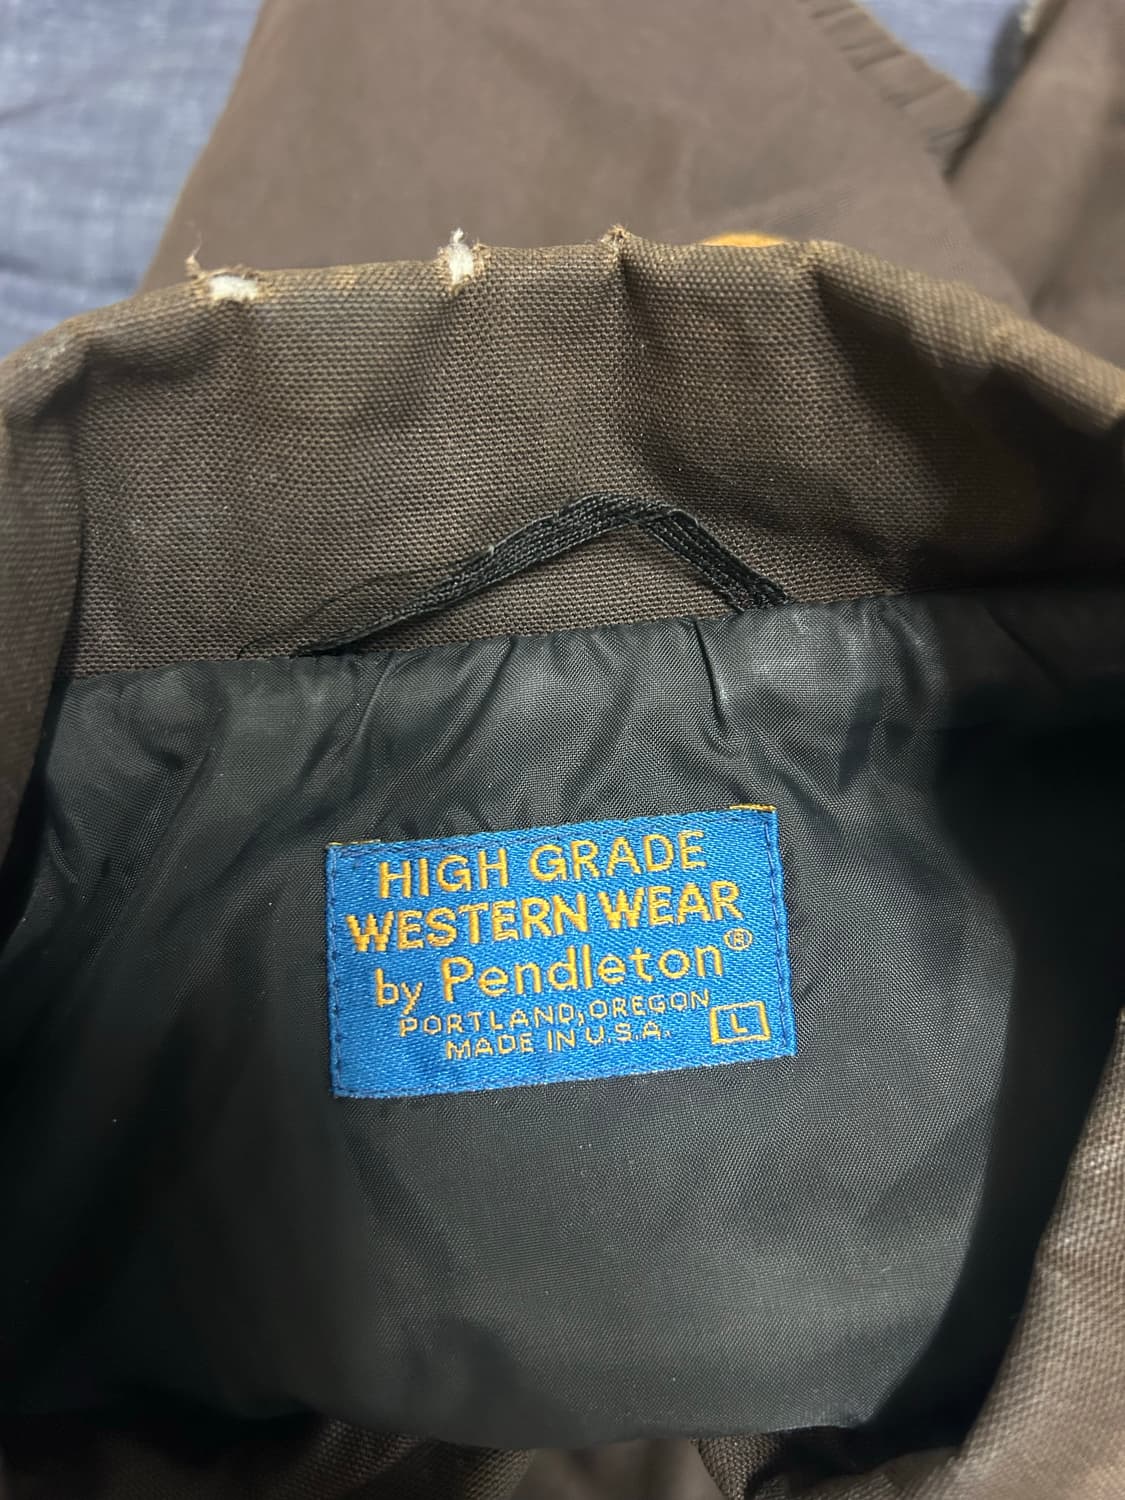 HIGH GRADE
WESTERN WEAR
by Pendleton®
PORTLAND, OREGON
MADE IN U.S.A. L